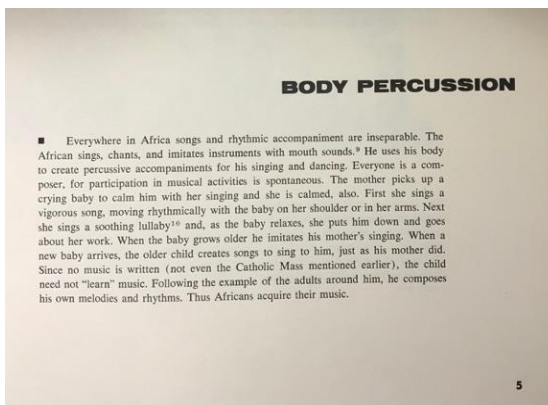 BODY PERCUSSION
■ Everywhere in Africa songs and rhythmic accompaniment are inseparable. The
African sings, chants, and imitates instruments with mouth sounds.⁹ He uses his body
to create percussive accompaniments for his singing and dancing. Everyone is a com-
poser, for participation in musical activities is spontaneous. The mother picks up a
crying baby to calm him with her singing and she is calmed, also. First she sings a
vigorous song, moving rhythmically with the baby on her shoulder or in her arms. Next
she sings a soothing lullaby¹⁰ and, as the baby relaxes, she puts him down and goes
about her work. When the baby grows older he imitates his mother's singing. When a
new baby arrives, the older child creates songs to sing to him, just as his mother did.
Since no music is written (not even the Catholic Mass mentioned earlier), the child
need not "learn" music. Following the example of the adults around him, he composes
his own melodies and rhythms. Thus Africans acquire their music.
5